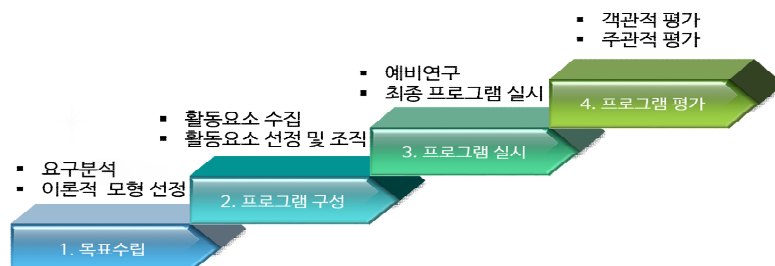 ▪ 요구분석
▪ 이론적 모형 선정
1. 목표수립
▪ 활동요소 수집
▪ 활동요소 선정 및 조직
2. 프로그램 구성
▪ 예비연구
▪ 최종 프로그램 실시
3. 프로그램 실시
▪ 객관적 평가
▪ 주관적 평가
4. 프로그램 평가